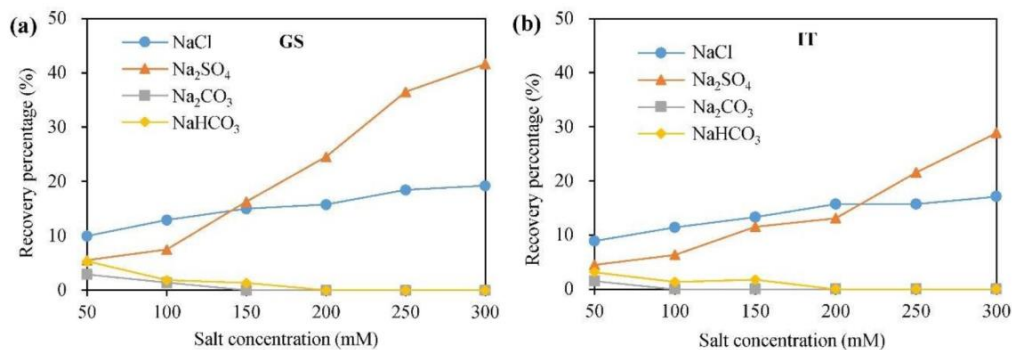 (a)
GS
NaCl
Na₂SO₄
Na₂CO₃
NaHCO₃
Recovery percentage (%)
50
40
30
20
10
0
50 100 150 200 250 300
Salt concentration (mM)
(b)
IT
NaCl
Na₂SO₄
Na₂CO₃
NaHCO₃
Recovery percentage (%)
50
40
30
20
10
0
50 100 150 200 250 300
Salt concentration (mM)